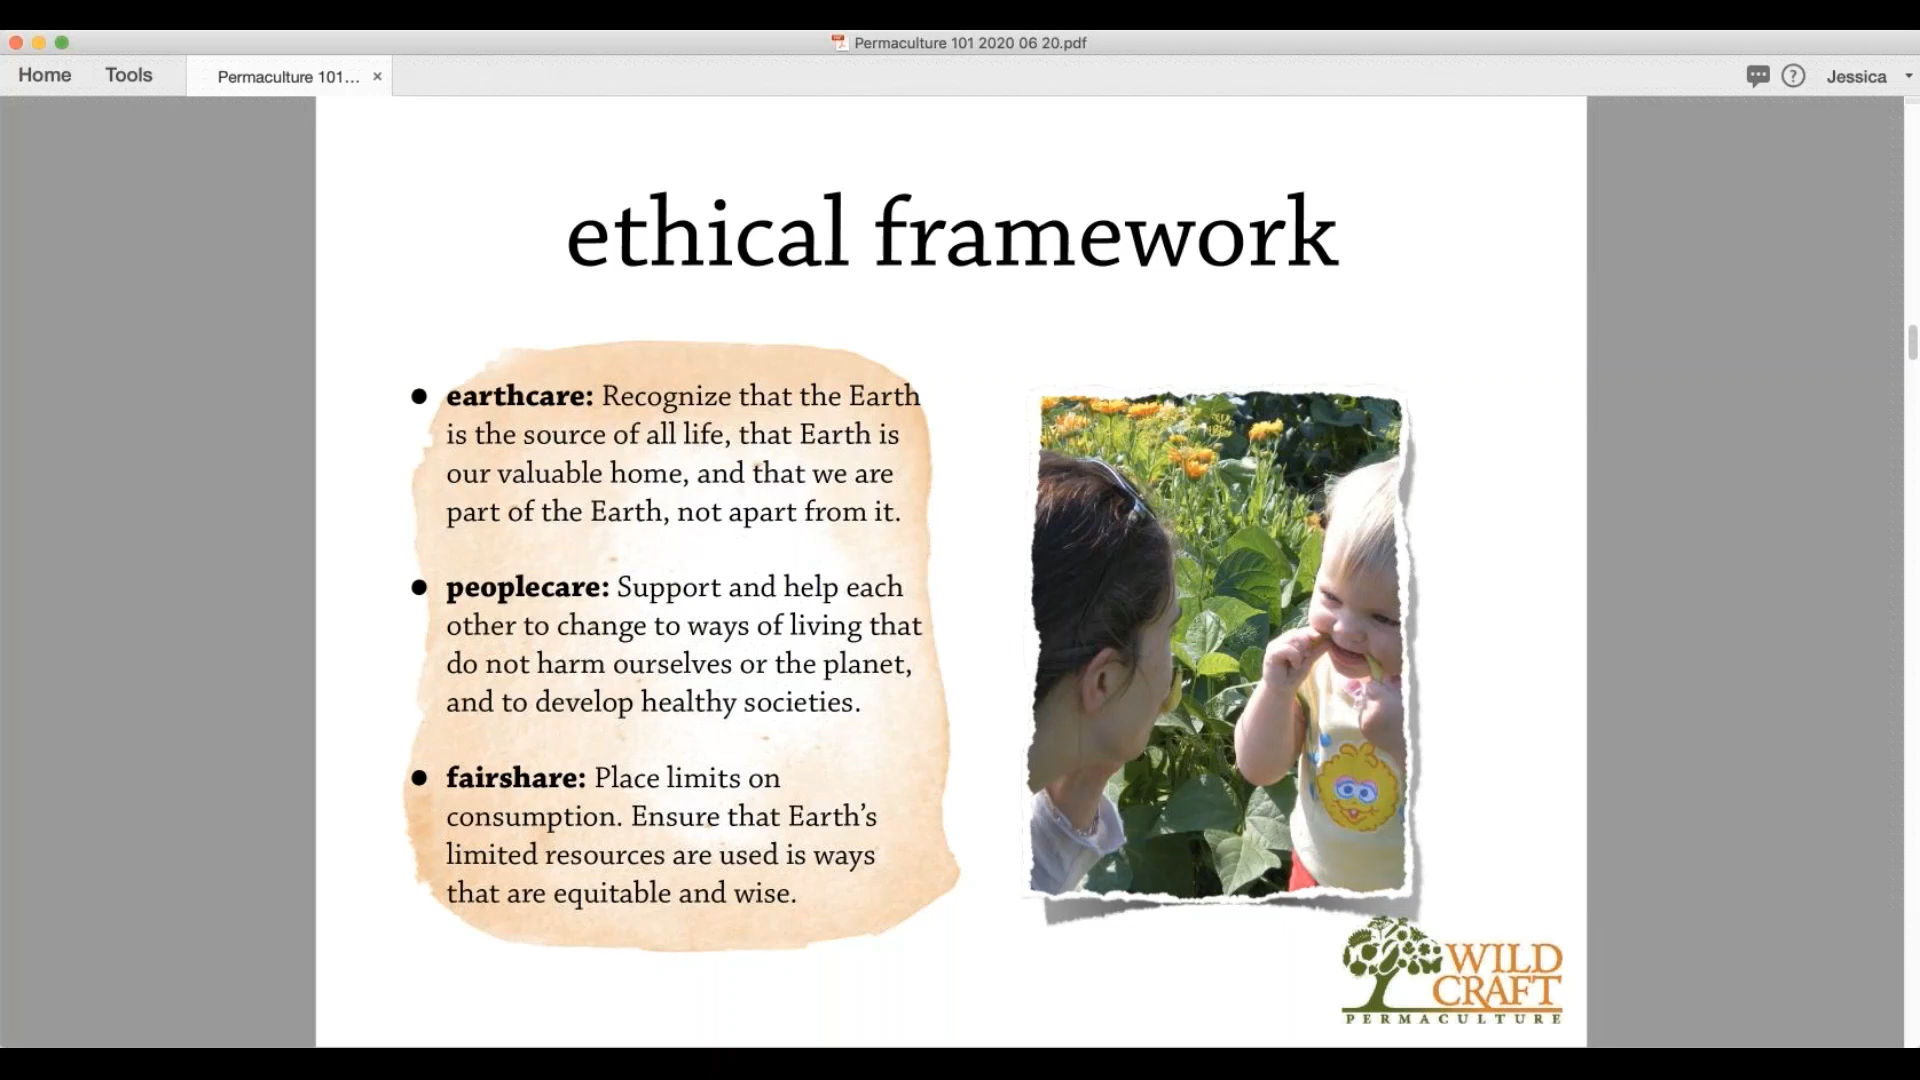 Permaculture 101 2020 06 20.pdf
Home Tools Permaculture 101... × ? Jessica
ethical framework
• earthcare: Recognize that the Earth
is the source of all life, that Earth is
our valuable home, and that we are
part of the Earth, not apart from it.
• peoplecare: Support and help each
other to change to ways of living that
do not harm ourselves or the planet,
and to develop healthy societies.
• fairshare: Place limits on
consumption. Ensure that Earth’s
limited resources are used is ways
that are equitable and wise.
WILD
CRAFT
PERMACULTURE